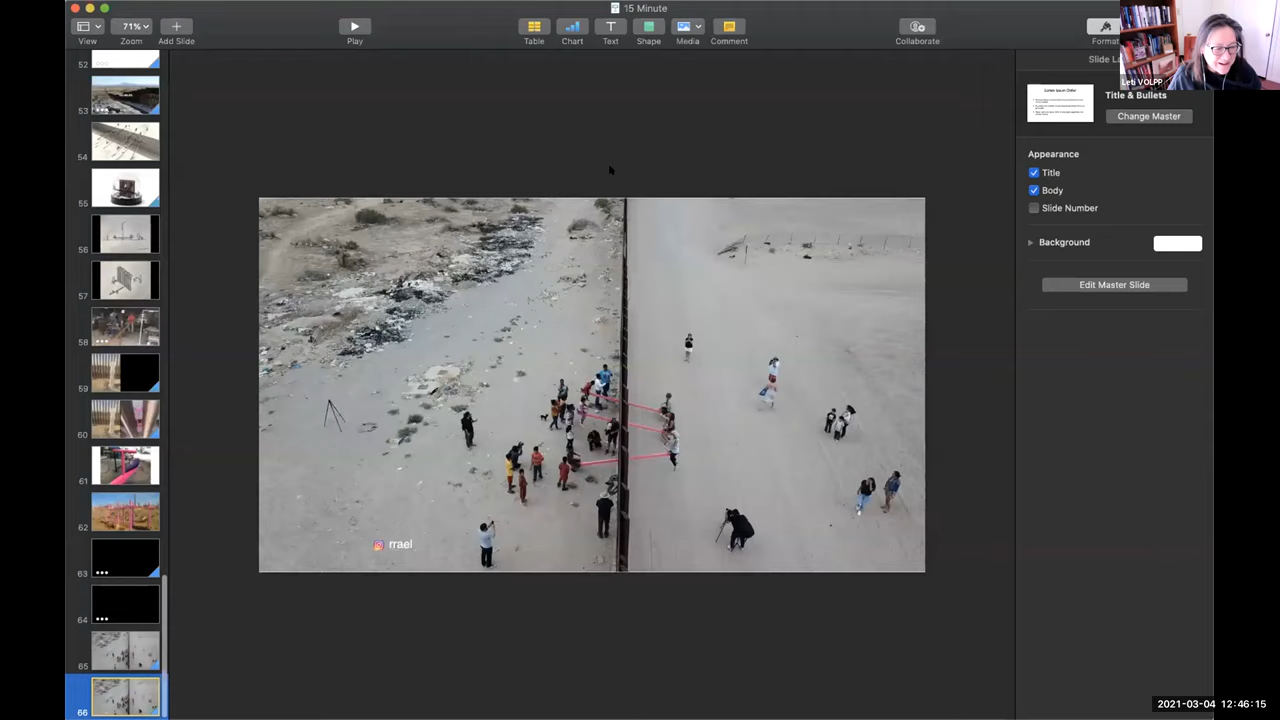 15 Minute
71%
View
Zoom
Add Slide
Play
Table
Chart
Text
Shape
Media
Comment
Collaborate
Format
Leti VOLPP
Title & Bullets
Change Master
Appearance
Title
Body
Slide Number
Background
Edit Master Slide
52
53
54
55
56
57
58
59
60
61
62
63
64
65
66
rrael
2021-03-04 12:46:15